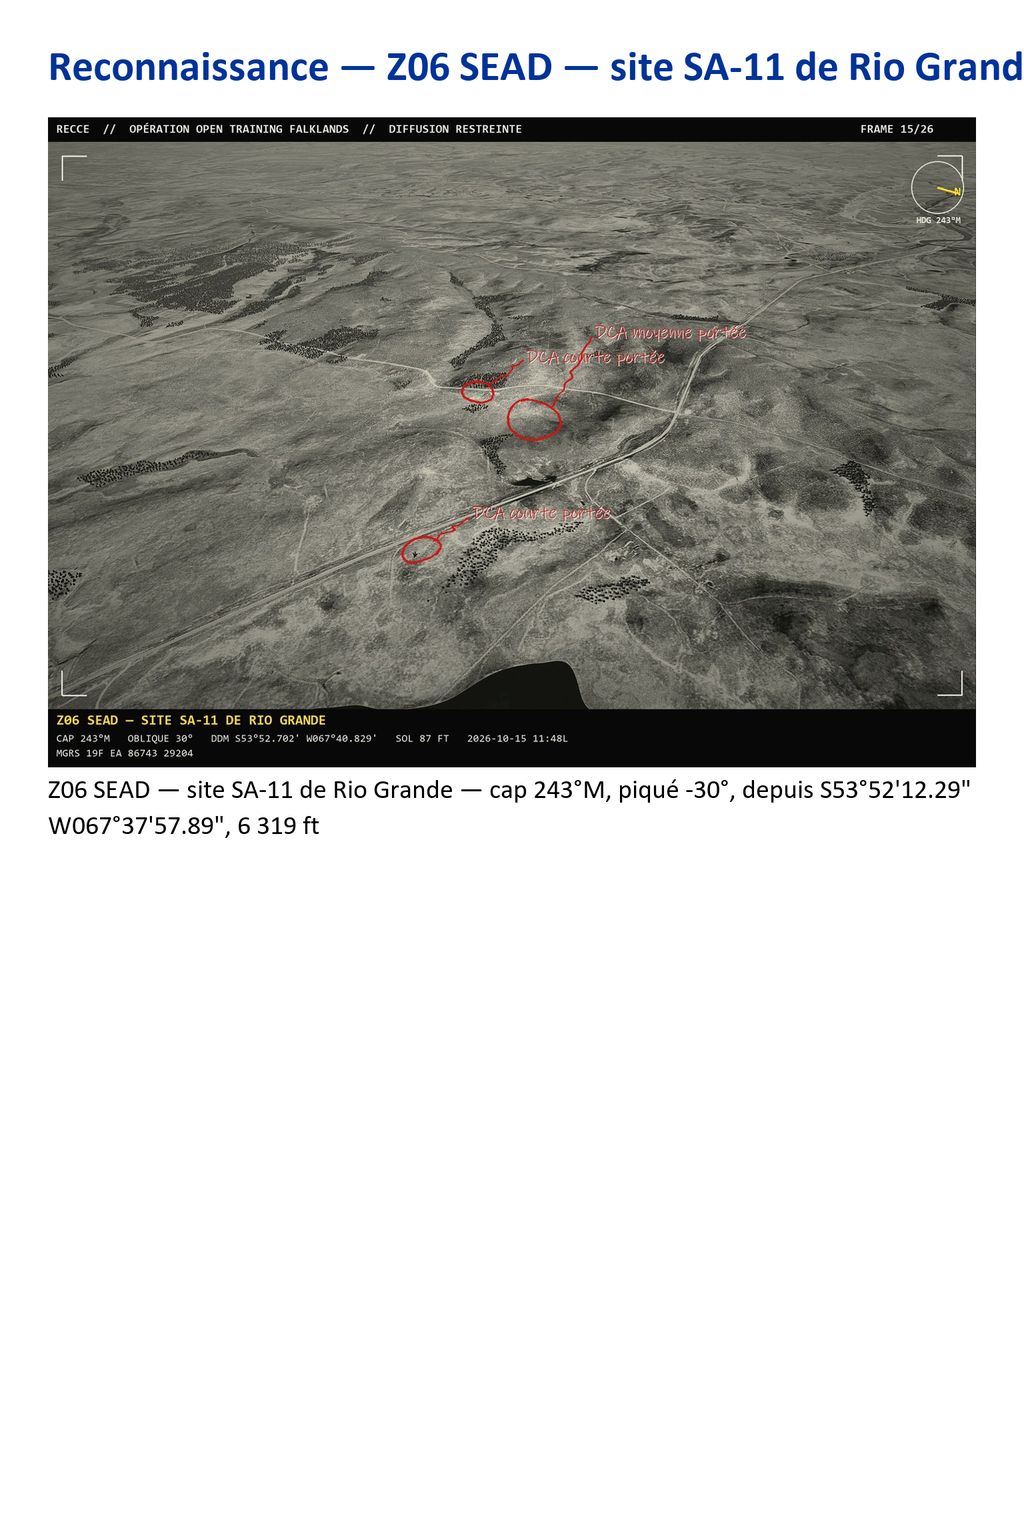 Reconnaissance — Z06 SEAD — site SA-11 de Rio Grand
RECCE // OPÉRATION OPEN TRAINING FALKLANDS // DIFFUSION RESTREINTE FRAME 15/26
N
HDG 243°M
DCA moyenne portée
DCA courte portée
DCA courte portée
Z06 SEAD — SITE SA-11 DE RIO GRANDE
CAP 243°M OBLIQUE 30° DDM S53°52.702' W067°40.829' SOL 87 FT 2026-10-15 11:48L
MGRS 19F EA 86743 29204
Z06 SEAD — site SA-11 de Rio Grande — cap 243°M, piqué -30°, depuis S53°52'12.29"
W067°37'57.89", 6 319 ft